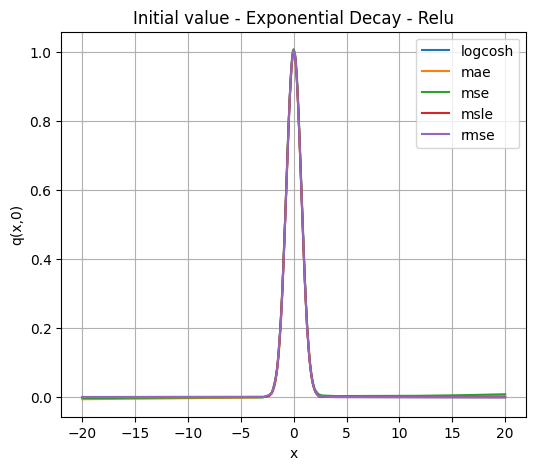 Initial value - Exponential Decay - Relu
logcosh
mae
mse
msle
rmse
1.0
0.8
0.6
0.4
0.2
0.0
q(x,0)
−20
−15
−10
−5
0
5
10
15
20
x